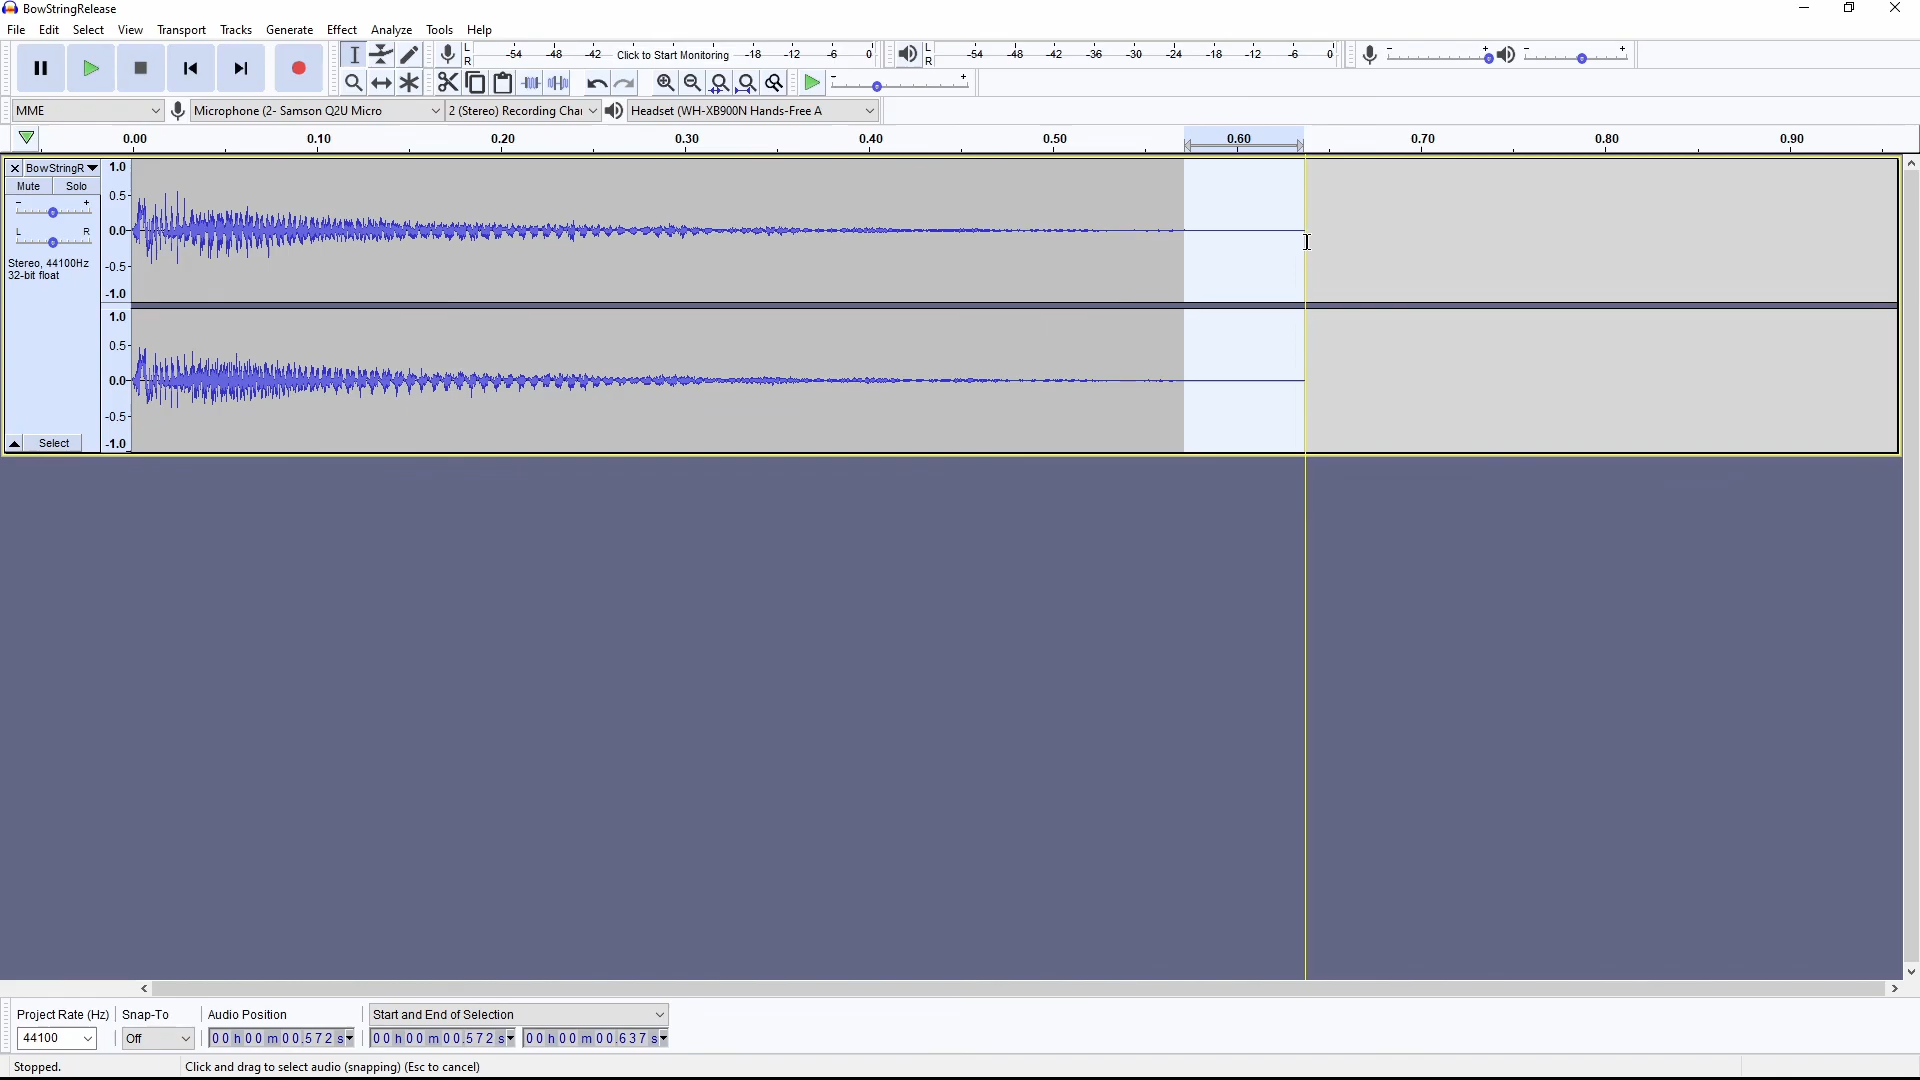 BowStringRelease
File Edit Select View Transport Tracks Generate Effect Analyze Tools Help
L R -54 -48 -42 Click to Start Monitoring -18 -12 -6 0 L R -54 -48 -42 -36 -30 -24 -18 -12 -6 0 - + - +
- +
MME Microphone (2- Samson Q2U Micro 2 (Stereo) Recording Chai Headset (WH-XB900N Hands-Free A
0.00 0.10 0.20 0.30 0.40 0.50 0.60 0.70 0.80 0.90
BowStringR
Mute Solo
- +
L R
Stereo, 44100Hz
32-bit float
Select
1.0
0.5
0.0
-0.5
-1.0
1.0
0.5
0.0
-0.5
-1.0
Project Rate (Hz) Snap-To Audio Position Start and End of Selection
44100 Off 00 h 00 m 00.572 s 00 h 00 m 00.572 s 00 h 00 m 00.637 s
Stopped. Click and drag to select audio (snapping) (Esc to cancel)